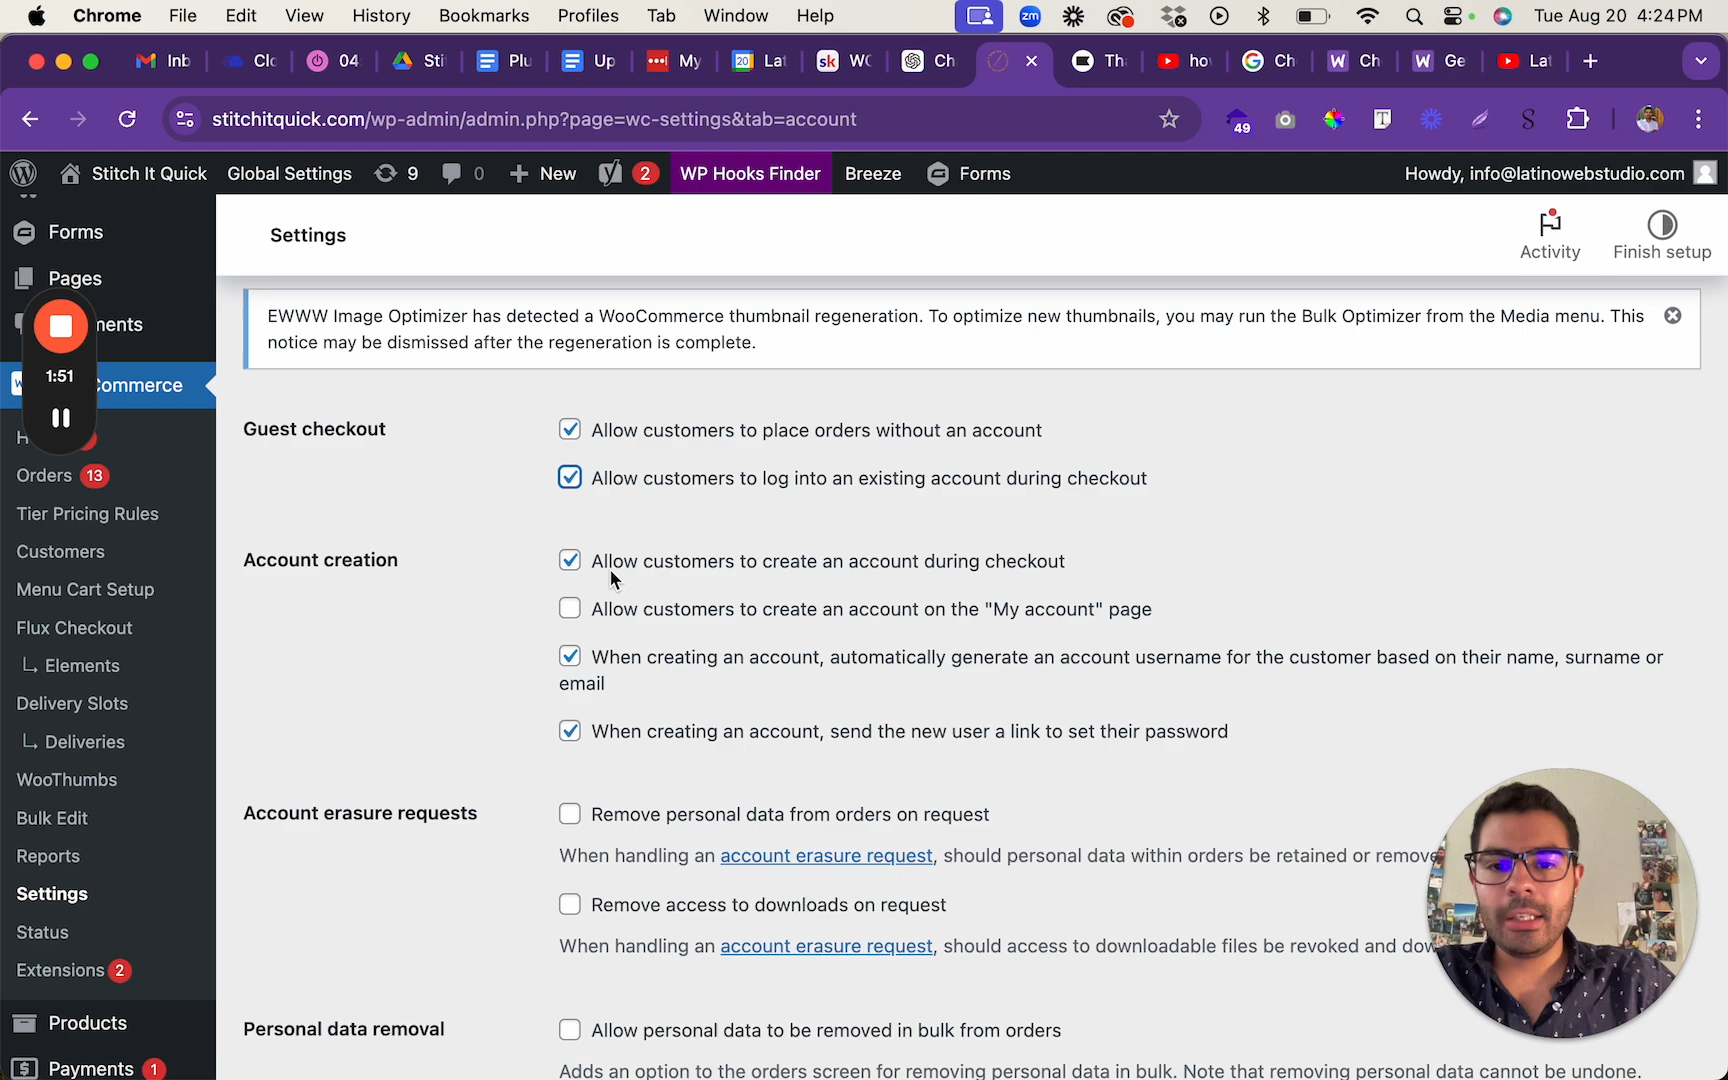 Chrome File Edit View History Bookmarks Profiles Tab Window Help zm Tue Aug 20 4:24 PM
Inb Clo 04 Sti Plu Up My 20 Lat sk WC Ch Tha hov G Ch W Ch W Ge Lat
stitchitquick.com/wp-admin/admin.php?page=wc-settings&tab=account 49
Stitch It Quick Global Settings 9 0 New 2 WP Hooks Finder Breeze Forms Howdy, info@latinowebstudio.com
Forms
Pages
ments
1:51
Commerce
Orders 13
Tier Pricing Rules
Customers
Menu Cart Setup
Flux Checkout
Elements
Delivery Slots
Deliveries
WooThumbs
Bulk Edit
Reports
Settings
Status
Extensions 2
Products
Payments 1
Settings
Activity
Finish setup
EWWW Image Optimizer has detected a WooCommerce thumbnail regeneration. To optimize new thumbnails, you may run the Bulk Optimizer from the Media menu. This
notice may be dismissed after the regeneration is complete.
Guest checkout
Allow customers to place orders without an account
Allow customers to log into an existing account during checkout
Account creation
Allow customers to create an account during checkout
Allow customers to create an account on the "My account" page
When creating an account, automatically generate an account username for the customer based on their name, surname or
email
When creating an account, send the new user a link to set their password
Account erasure requests
Remove personal data from orders on request
When handling an account erasure request, should personal data within orders be retained or remove
Remove access to downloads on request
When handling an account erasure request, should access to downloadable files be revoked and dow
Personal data removal
Allow personal data to be removed in bulk from orders
Adds an option to the orders screen for removing personal data in bulk. Note that removing personal data cannot be undone.